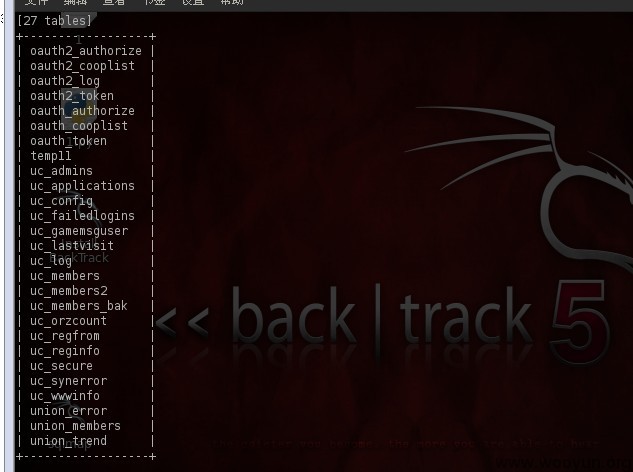 文件 编辑 查看 书签 设置 帮助
[27 tables]
+------------------+
| oauth2_authorize |
| oauth2_cooplist  |
| oauth2_log       |
| oauth2_token     |
| oauth_authorize  |
| oauth_cooplist   |
| oauth_token      |
| temp11           |
| uc_admins        |
| uc_applications  |
| uc_config        |
| uc_failedlogins  |
| uc_gamemsguser   |
| uc_lastvisit     |
| uc_log           |
| uc_members       |
| uc_members2      |
| uc_members_bak   |
| uc_orzcount      |
| uc_regfrom       |
| uc_reginfo       |
| uc_secure        |
| uc_synerror      |
| uc_wwwinfo       |
| union_error      |
| union_members    |
| union_trend      |
+------------------+
BackTrack
<< back | track 5